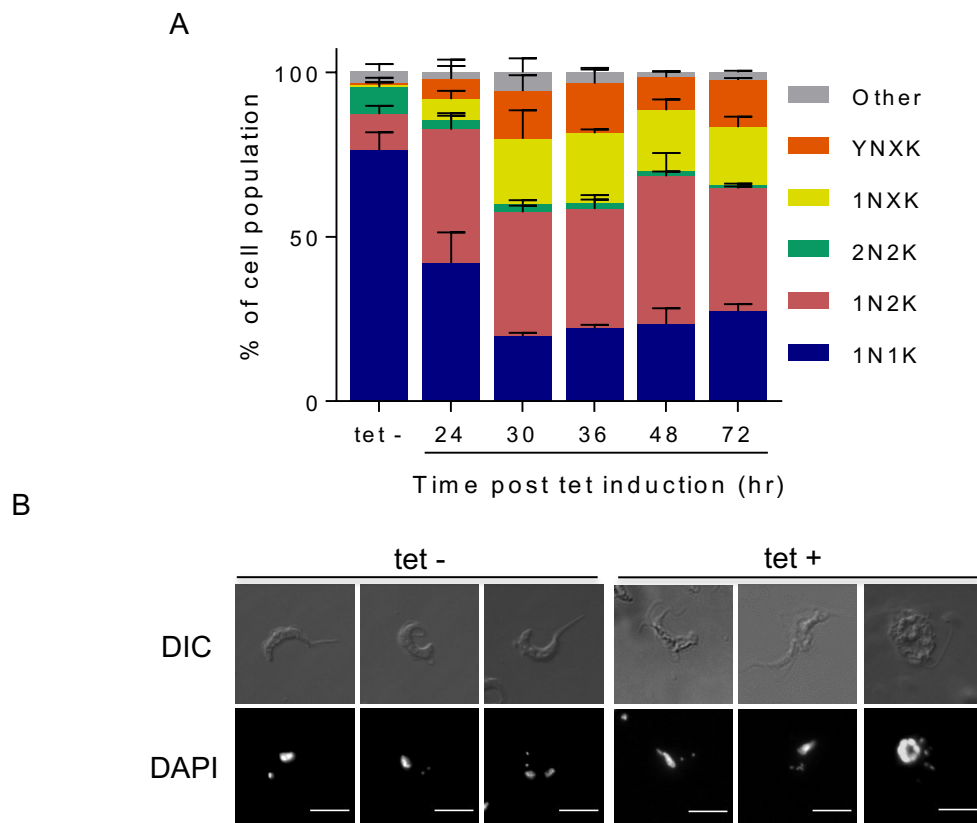 A
% of cell population
100
50
0
tet -
24
30
36
48
72
Time post tet induction (hr)
Other
YNXK
1NXK
2N2K
1N2K
1N1K
B
tet -
tet +
DIC
DAPI